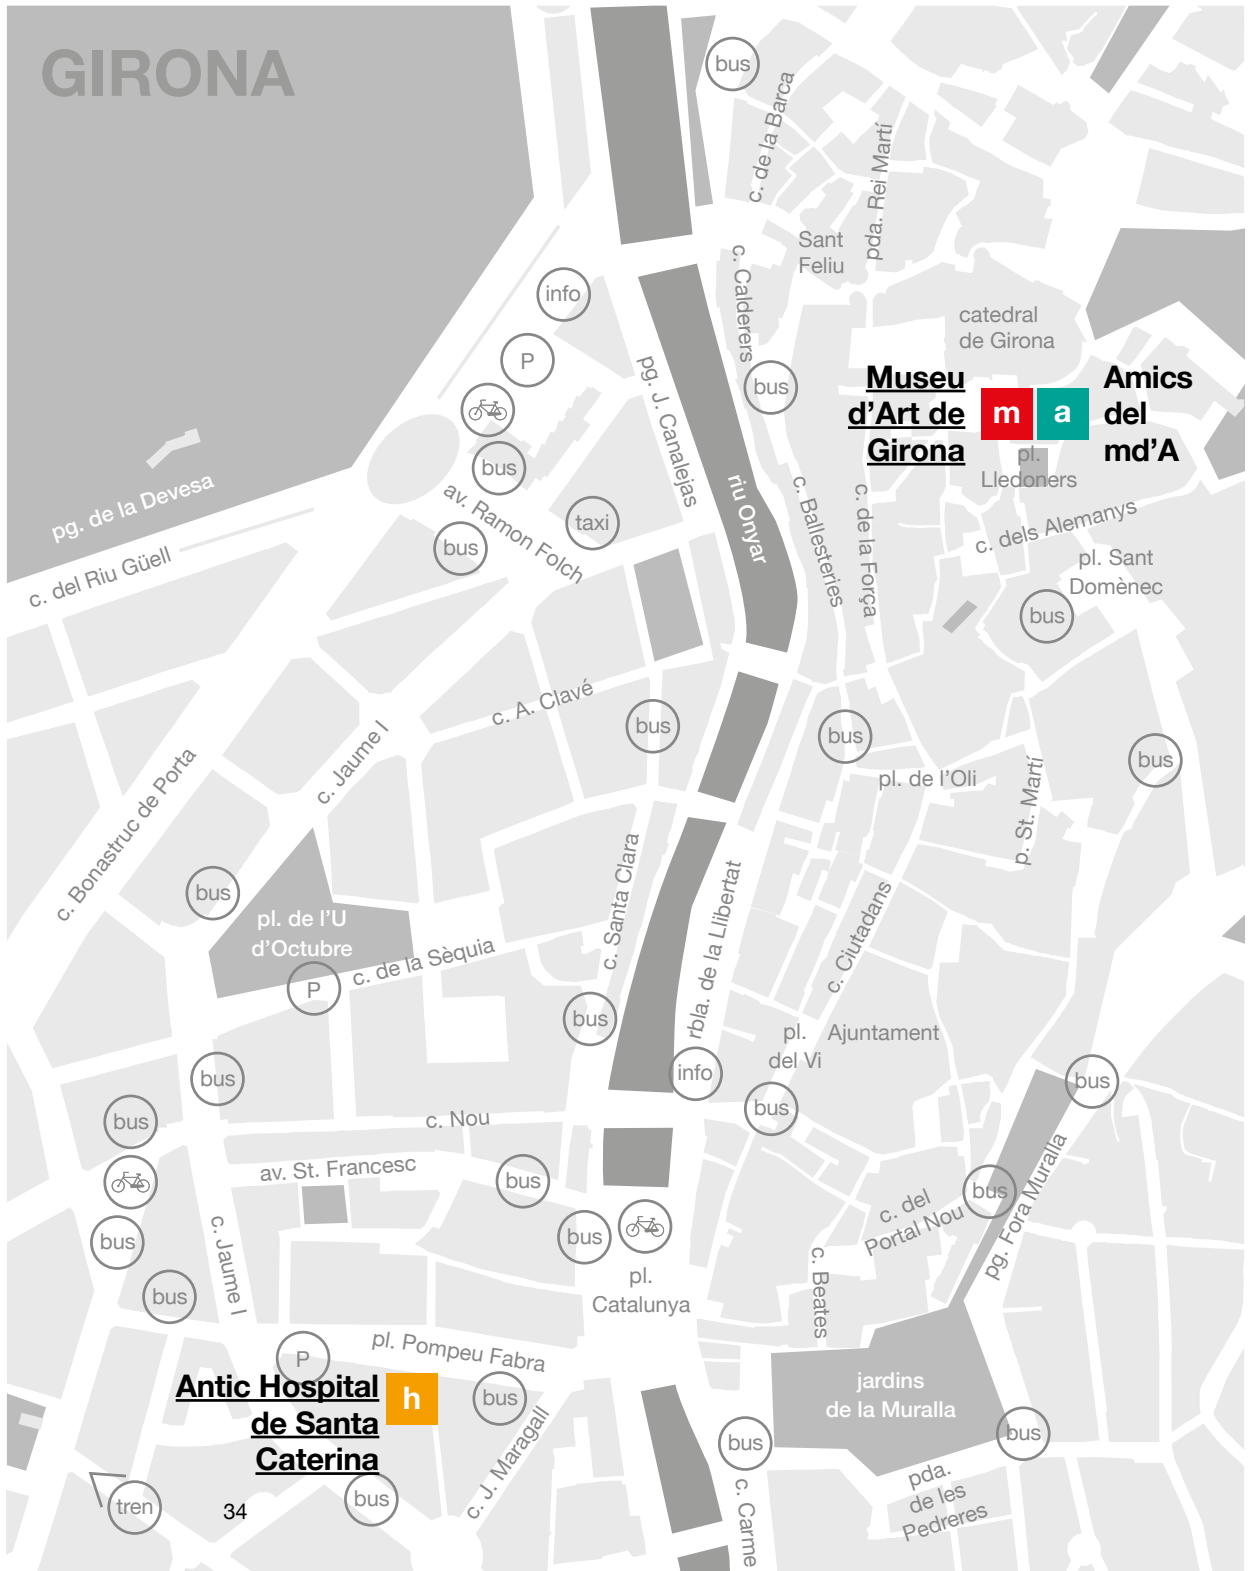 GIRONA
bus
c. de la Barca
pda. Rei Martí
Sant
Feliu
c. Calderers
info
catedral
de Girona
P
pg. J. Canalejas
bus
Museu
d’Art de
Girona
m
a
Amics
del
md’A
pl.
Lledoners
bus
av. Ramon Folch
taxi
bus
riu Onyar
c. Ballesteries
c. de la Força
c. dels Alemanys
pl. Sant
Domènec
bus
pg. de la Devesa
c. del Riu Güell
c. A. Clavé
bus
bus
bus
pl. de l’Oli
p. St. Martí
c. Jaume I
c. Bonastruc de Porta
bus
pl. de l’U
d’Octubre
P
c. de la Sèquia
c. Santa Clara
rbla. de la Llibertat
c. Ciutadans
bus
pl.
del Vi
Ajuntament
info
bus
bus
bus
bus
c. Nou
av. St. Francesc
bus
bus
c. del
Portal Nou
pg. Fora Muralla
bus
bus
c. Jaume I
bus
pl.
Catalunya
c. Beates
P
pl. Pompeu Fabra
Antic Hospital
de Santa
Caterina
h
bus
jardins
de la Muralla
bus
bus
c. J. Maragall
c. Carme
pda.
de les
Pedreres
tren
bus
34